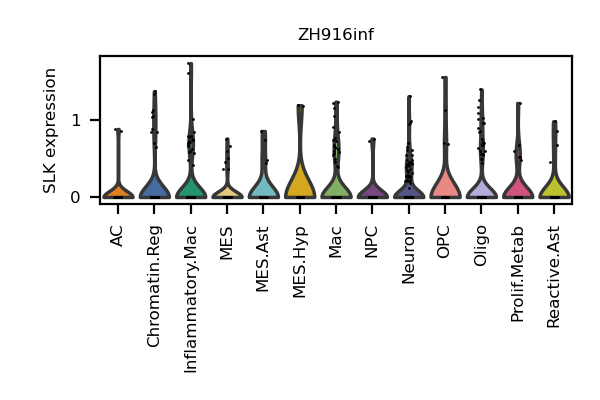 ZH916inf
SLK expression
1
0
AC
Chromatin.Reg
Inflammatory.Mac
MES
MES.Ast
MES.Hyp
Mac
NPC
Neuron
OPC
Oligo
Prolif.Metab
Reactive.Ast